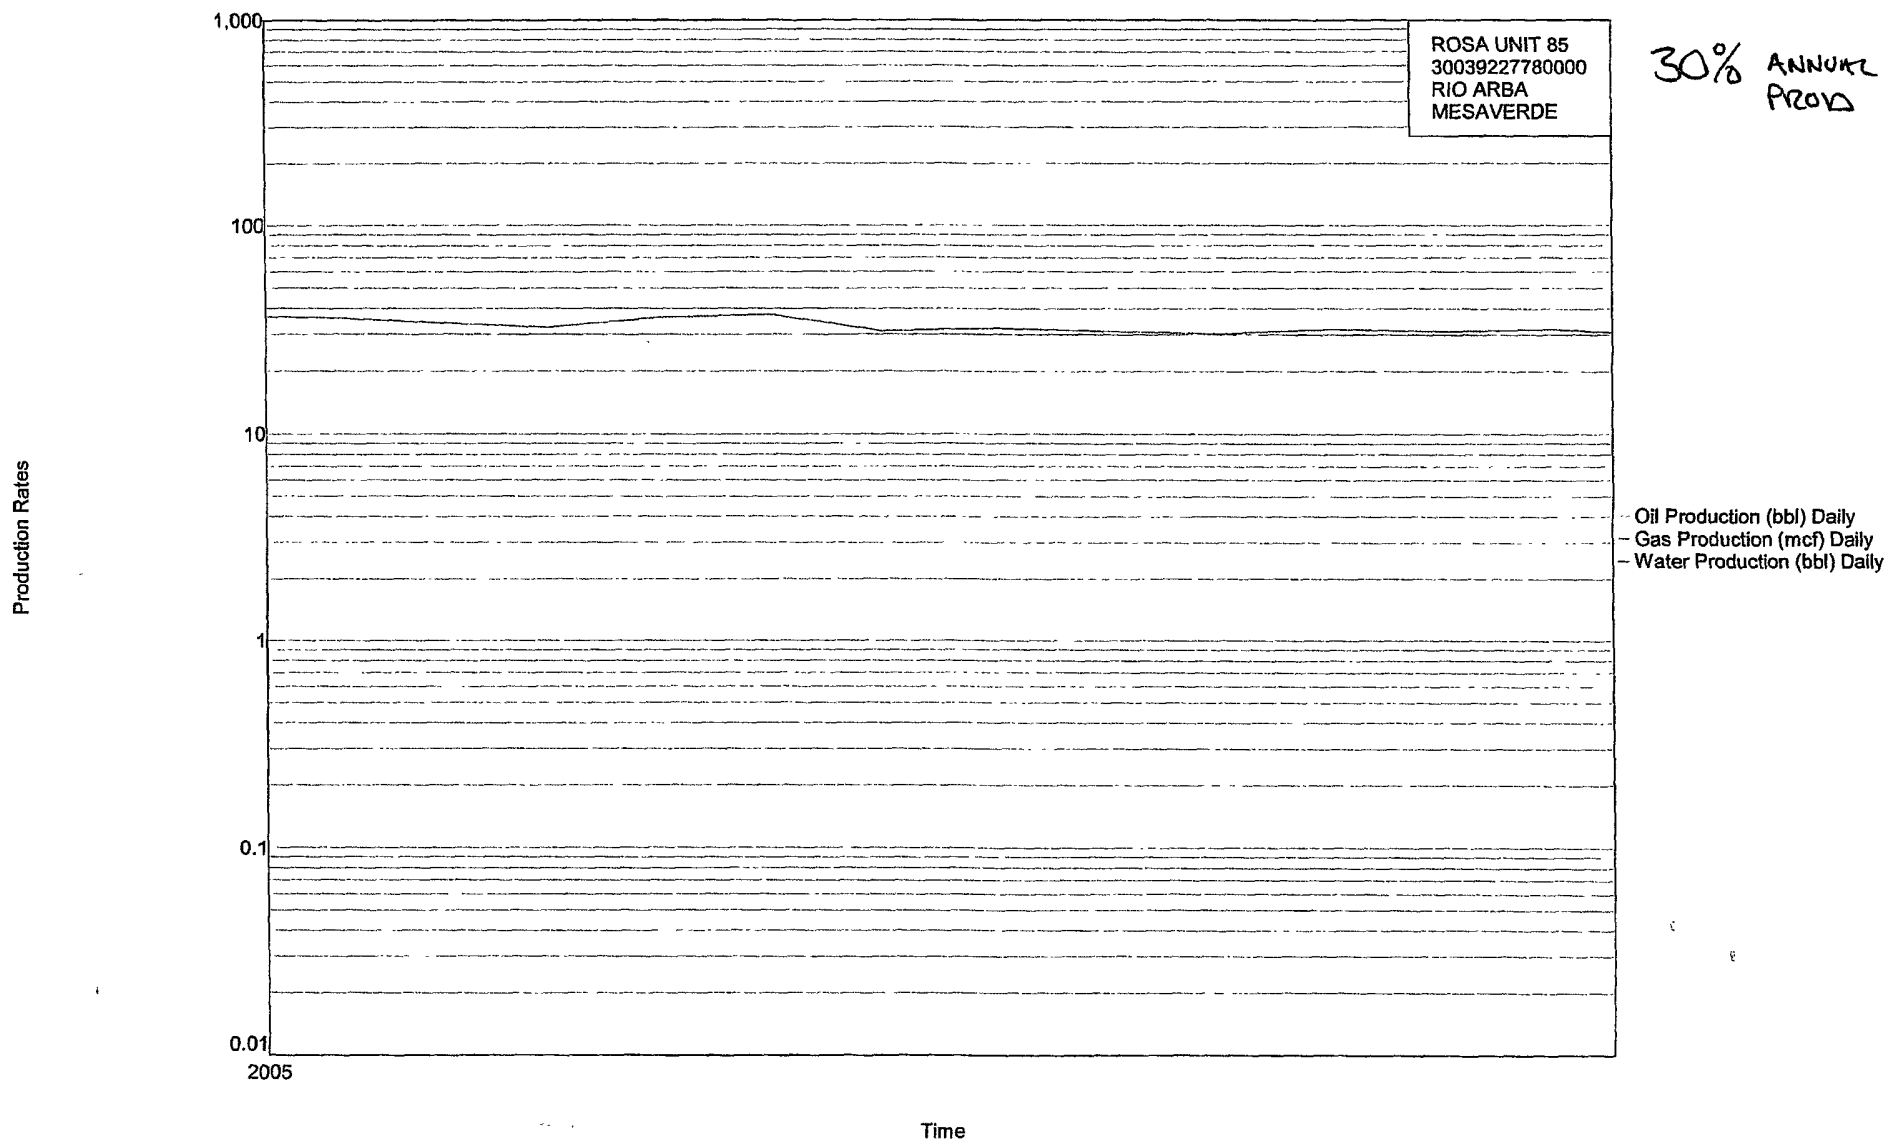 1,000
100
10
1
0.1
0.01
2005
Production Rates
Time
ROSA UNIT 85
30039227780000
RIO ARBA
MESAVERDE
30% ANNUAL
PROD
Oil Production (bbl) Daily
Gas Production (mcf) Daily
Water Production (bbl) Daily